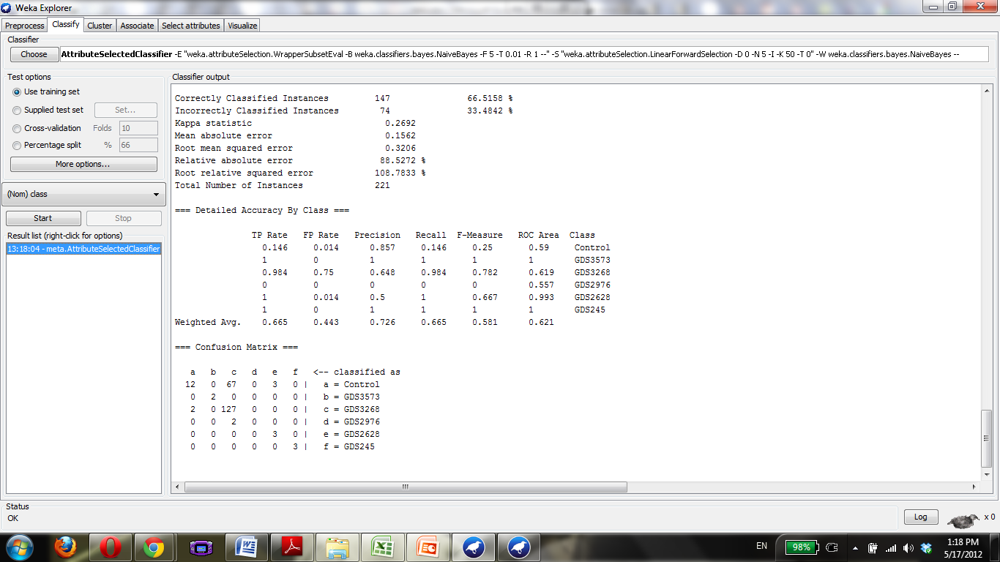 Weka Explorer
Preprocess Classify Cluster Associate Select attributes Visualize
Classifier
Choose AttributeSelectedClassifier -E "weka.attributeSelection.WrapperSubsetEval -B weka.classifiers.bayes.NaiveBayes -F 5 -T 0.01 -R 1 --" -S "weka.attributeSelection.LinearForwardSelection -D 0 -N 5 -I -K 50 -T 0" -W weka.classifiers.bayes.NaiveBayes --
Test options
Use training set
Supplied test set Set...
Cross-validation Folds 10
Percentage split % 66
More options...
(Nom) class
Start Stop
Result list (right-click for options)
13:18:04 - meta.AttributeSelectedClassifier
Classifier output
Correctly Classified Instances 147 66.5158 %
Incorrectly Classified Instances 74 33.4842 %
Kappa statistic 0.2692
Mean absolute error 0.1562
Root mean squared error 0.3206
Relative absolute error 88.5272 %
Root relative squared error 108.7833 %
Total Number of Instances 221
=== Detailed Accuracy By Class ===
TP Rate FP Rate Precision Recall F-Measure ROC Area Class
0.146 0.014 0.857 0.146 0.25 0.59 Control
1 0 1 1 1 1 GDS3573
0.984 0.75 0.648 0.984 0.782 0.619 GDS3268
0 0 0 0 0 0.557 GDS2976
1 0.014 0.5 1 0.667 0.993 GDS2628
1 0 1 1 1 1 GDS245
Weighted Avg. 0.665 0.443 0.726 0.665 0.581 0.621
=== Confusion Matrix ===
a b c d e f <-- classified as
12 0 67 0 3 0 | a = Control
0 2 0 0 0 0 | b = GDS3573
2 0 127 0 0 0 | c = GDS3268
0 0 2 0 0 0 | d = GDS2976
0 0 0 0 3 0 | e = GDS2628
0 0 0 0 0 3 | f = GDS245
Status
OK
Log x 0
EN 98% 1:18 PM
5/17/2012